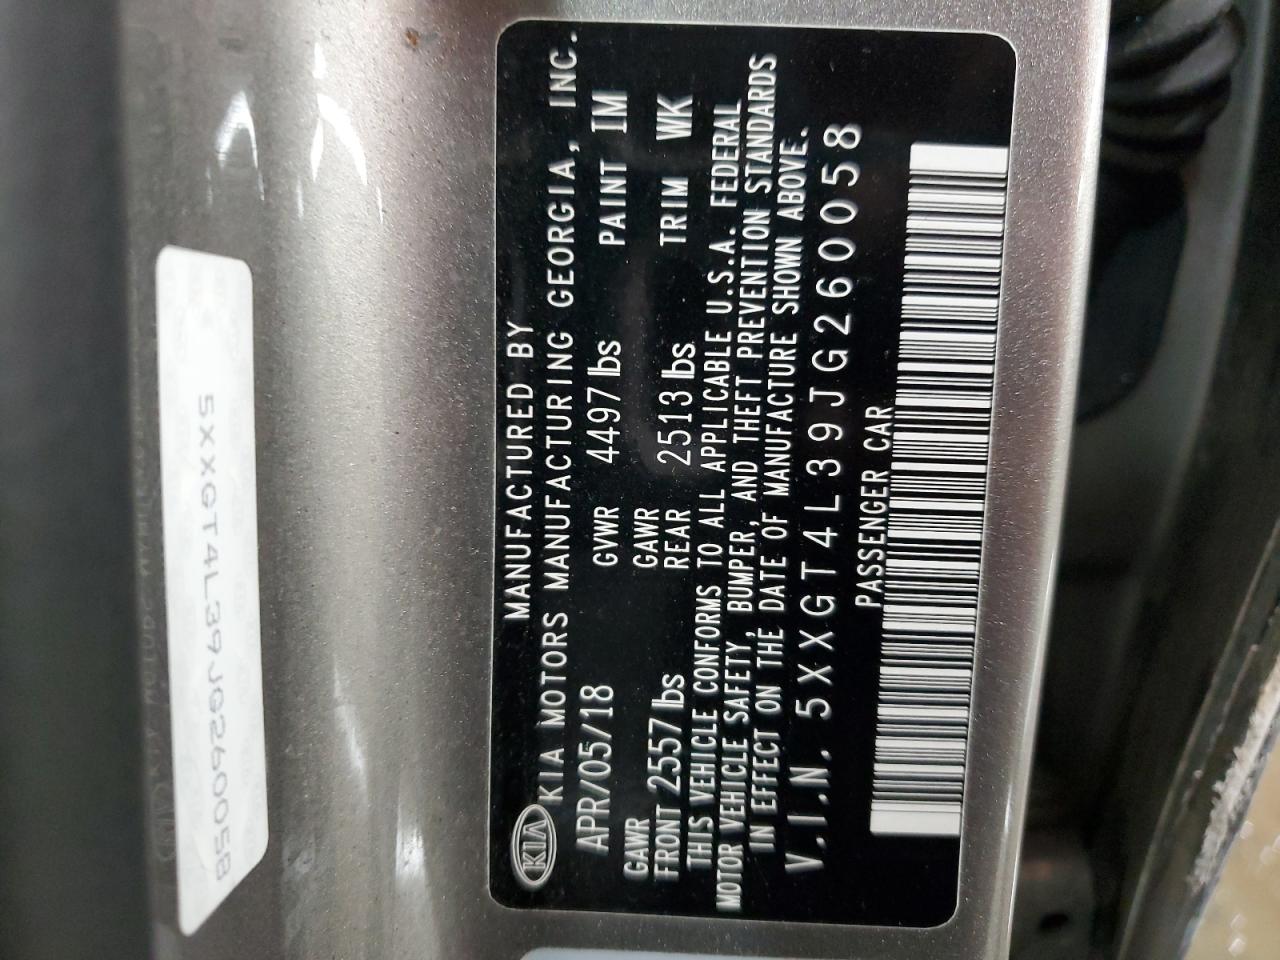 MANUFACTURED BY
KIA KIA MOTORS MANUFACTURING GEORGIA, INC.
APR/05/18 GVWR 4497 lbs PAINT IM
GAWR GAWR
FRONT 2557 lbs REAR 2513 lbs TRIM WK
THIS VEHICLE CONFORMS TO ALL APPLICABLE U.S.A. FEDERAL
MOTOR VEHICLE SAFETY, BUMPER, AND THEFT PREVENTION STANDARDS
IN EFFECT ON THE DATE OF MANUFACTURE SHOWN ABOVE.
V.I.N. 5XXGT4L39JG260058
PASSENGER CAR
5XXGT4L39JG260058